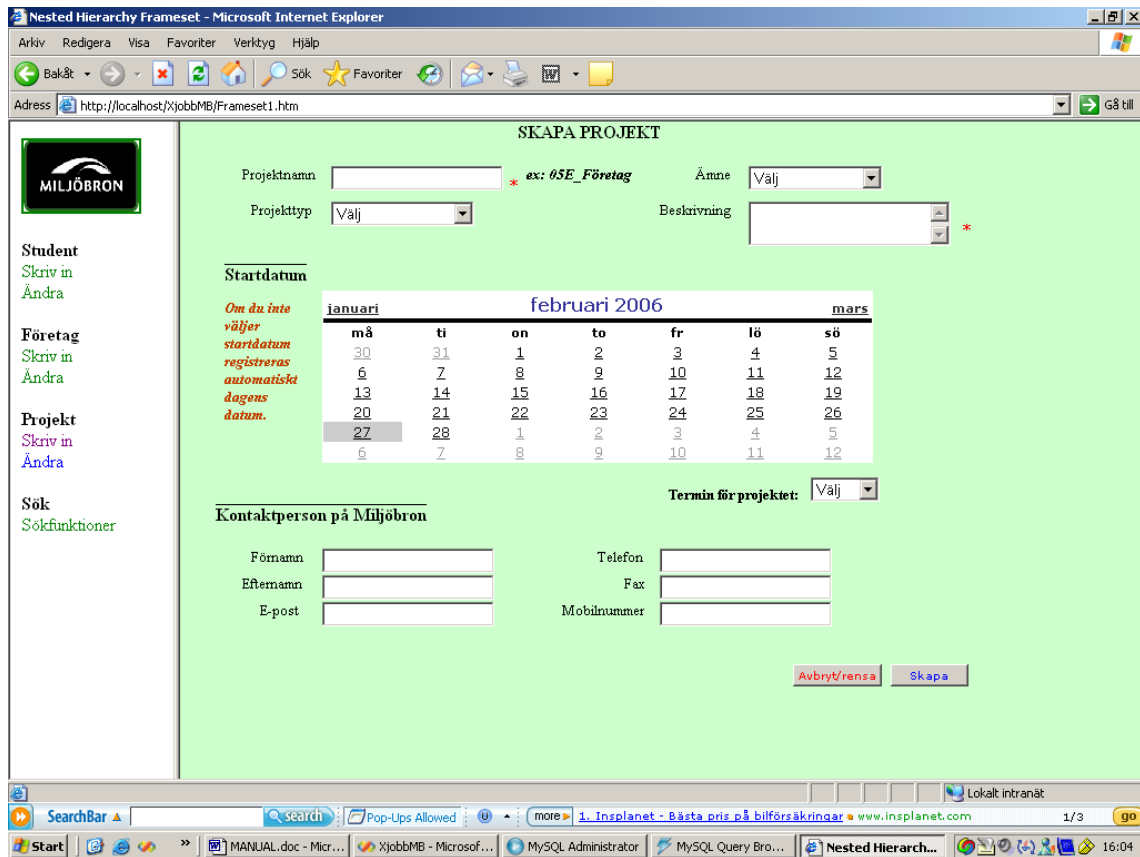 Nested Hierarchy Frameset - Microsoft Internet Explorer
Arkiv Redigera Visa Favoriter Verktyg Hjälp
Bakåt Sök Favoriter
Adress http://localhost/XjobbMB/Frameset1.htm Gå till
MILJÖBRON
Student
Skriv in
Ändra
Företag
Skriv in
Ändra
Projekt
Skriv in
Ändra
Sök
Sökfunktioner
SKAPA PROJEKT
Projektnamn * ex: 05E_Företag Ämne Välj
Projekttyp Välj Beskrivning *
Startdatum
Om du inte
väljer
startdatum
registreras
automatiskt
dagens
datum.
januari februari 2006 mars
må ti on to fr lö sö
30 31 1 2 3 4 5
6 7 8 9 10 11 12
13 14 15 16 17 18 19
20 21 22 23 24 25 26
27 28 1 2 3 4 5
6 7 8 9 10 11 12
Termin för projektet: Välj
Kontaktperson på Miljöbron
Förnamn Telefon
Efternamn Fax
E-post Mobilnummer
Avbryt/rensa Skapa
Lokalt intranät
SearchBar search Pop-Ups Allowed more 1. Insplanet - Bästa pris på bilförsäkringar www.insplanet.com 1/3 go
Start » MANUAL.doc - Micr... XjobbMB - Microsof... MySQL Administrator MySQL Query Bro... Nested Hierarch... 16:04